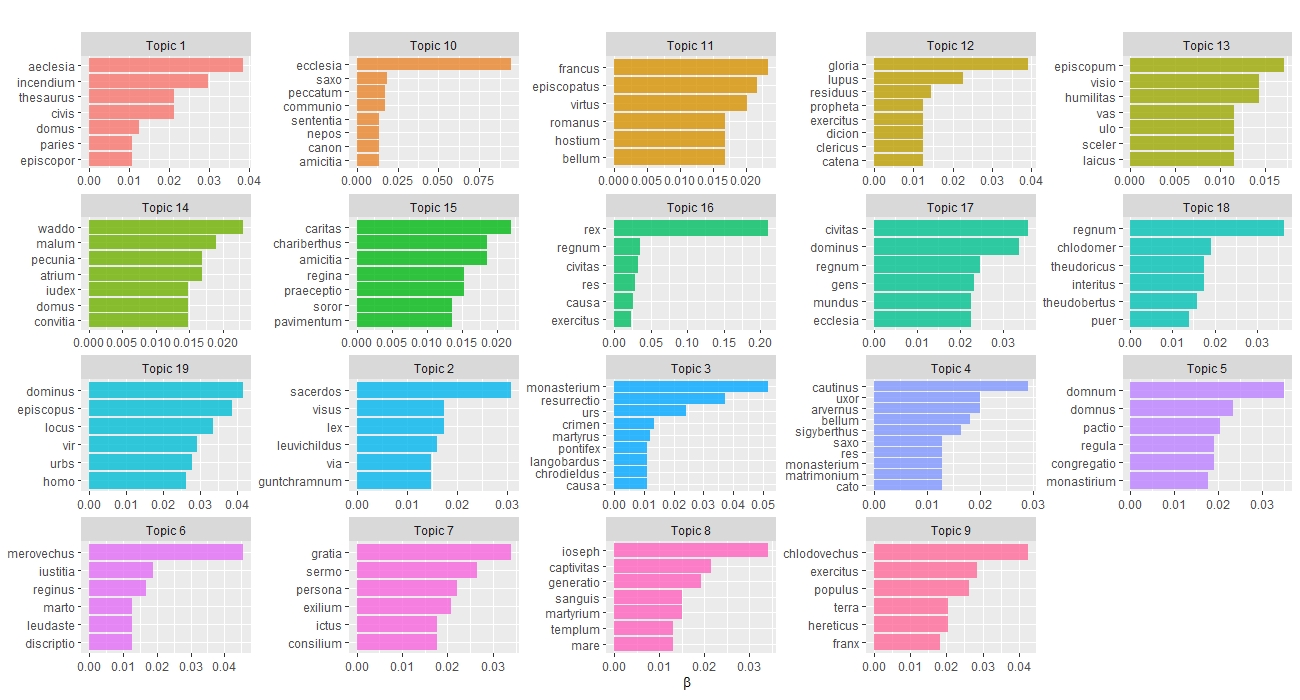 Topic 1
aeclesia
incendium
thesaurus
civis
domus
paries
episcopor
0.00 0.01 0.02 0.03 0.04
Topic 10
ecclesia
saxo
peccatum
communio
sententia
nepos
canon
amicitia
0.000 0.025 0.050 0.075
Topic 11
francus
episcopatus
virtus
romanus
hostium
bellum
0.000 0.005 0.010 0.015 0.020
Topic 12
gloria
lupus
residuus
propheta
exercitus
dicion
clericus
catena
0.00 0.01 0.02 0.03 0.04
Topic 13
episcopum
visio
humilitas
vas
ulo
sceler
laicus
0.000 0.005 0.010 0.015
Topic 14
waddo
malum
pecunia
atrium
iudex
domus
convitia
0.000 0.005 0.010 0.015 0.020
Topic 15
caritas
chariberthus
amicitia
regina
praeceptio
soror
pavimentum
0.000 0.005 0.010 0.015 0.020
Topic 16
rex
regnum
civitas
res
causa
exercitus
0.00 0.05 0.10 0.15 0.20
Topic 17
civitas
dominus
regnum
gens
mundus
ecclesia
0.00 0.01 0.02 0.03
Topic 18
regnum
chlodomer
theudoricus
interitus
theudobertus
puer
0.00 0.01 0.02 0.03
Topic 19
dominus
episcopus
locus
vir
urbs
homo
0.00 0.01 0.02 0.03 0.04
Topic 2
sacerdos
visus
lex
leuvichildus
via
guntchramnum
0.00 0.01 0.02 0.03
Topic 3
monasterium
resurrectio
urs
crimen
martyrus
pontifex
langobardus
chrodieldus
causa
0.00 0.01 0.02 0.03 0.04 0.05
Topic 4
cautinus
uxor
arvernus
bellum
sigyberthus
saxo
res
monasterium
matrimonium
cato
0.00 0.01 0.02 0.03
Topic 5
domnum
domnus
pactio
regula
congregatio
monastirium
0.00 0.01 0.02 0.03
Topic 6
merovechus
iustitia
reginus
marto
leudaste
discriptio
0.00 0.01 0.02 0.03 0.04
Topic 7
gratia
sermo
persona
exilium
ictus
consilium
0.00 0.01 0.02 0.03
Topic 8
ioseph
captivitas
generatio
sanguis
martyrium
templum
mare
0.00 0.01 0.02 0.03
Topic 9
chlodovechus
exercitus
populus
terra
hereticus
franx
0.00 0.01 0.02 0.03 0.04
β